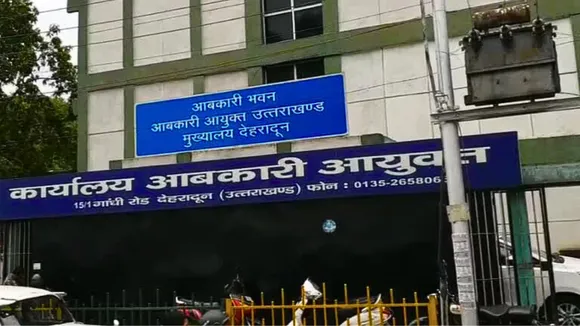 आबकारी भवन
आबकारी आयुक्त उत्तराखण्ड
मुख्यालय देहरादून
कार्यालय आबकारी आयुक्त
15/1 गांधी रोड देहरादून (उत्तराखण्ड) फोन : 0135-265806